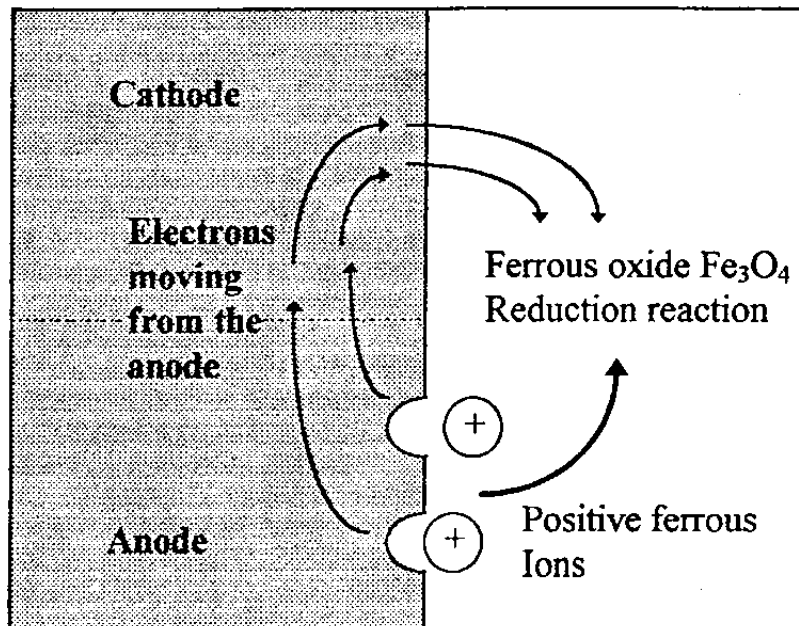 Cathode
Electrons
moving
from the
anode
Ferrous oxide Fe₃O₄
Reduction reaction
+
+
Anode
Positive ferrous
Ions